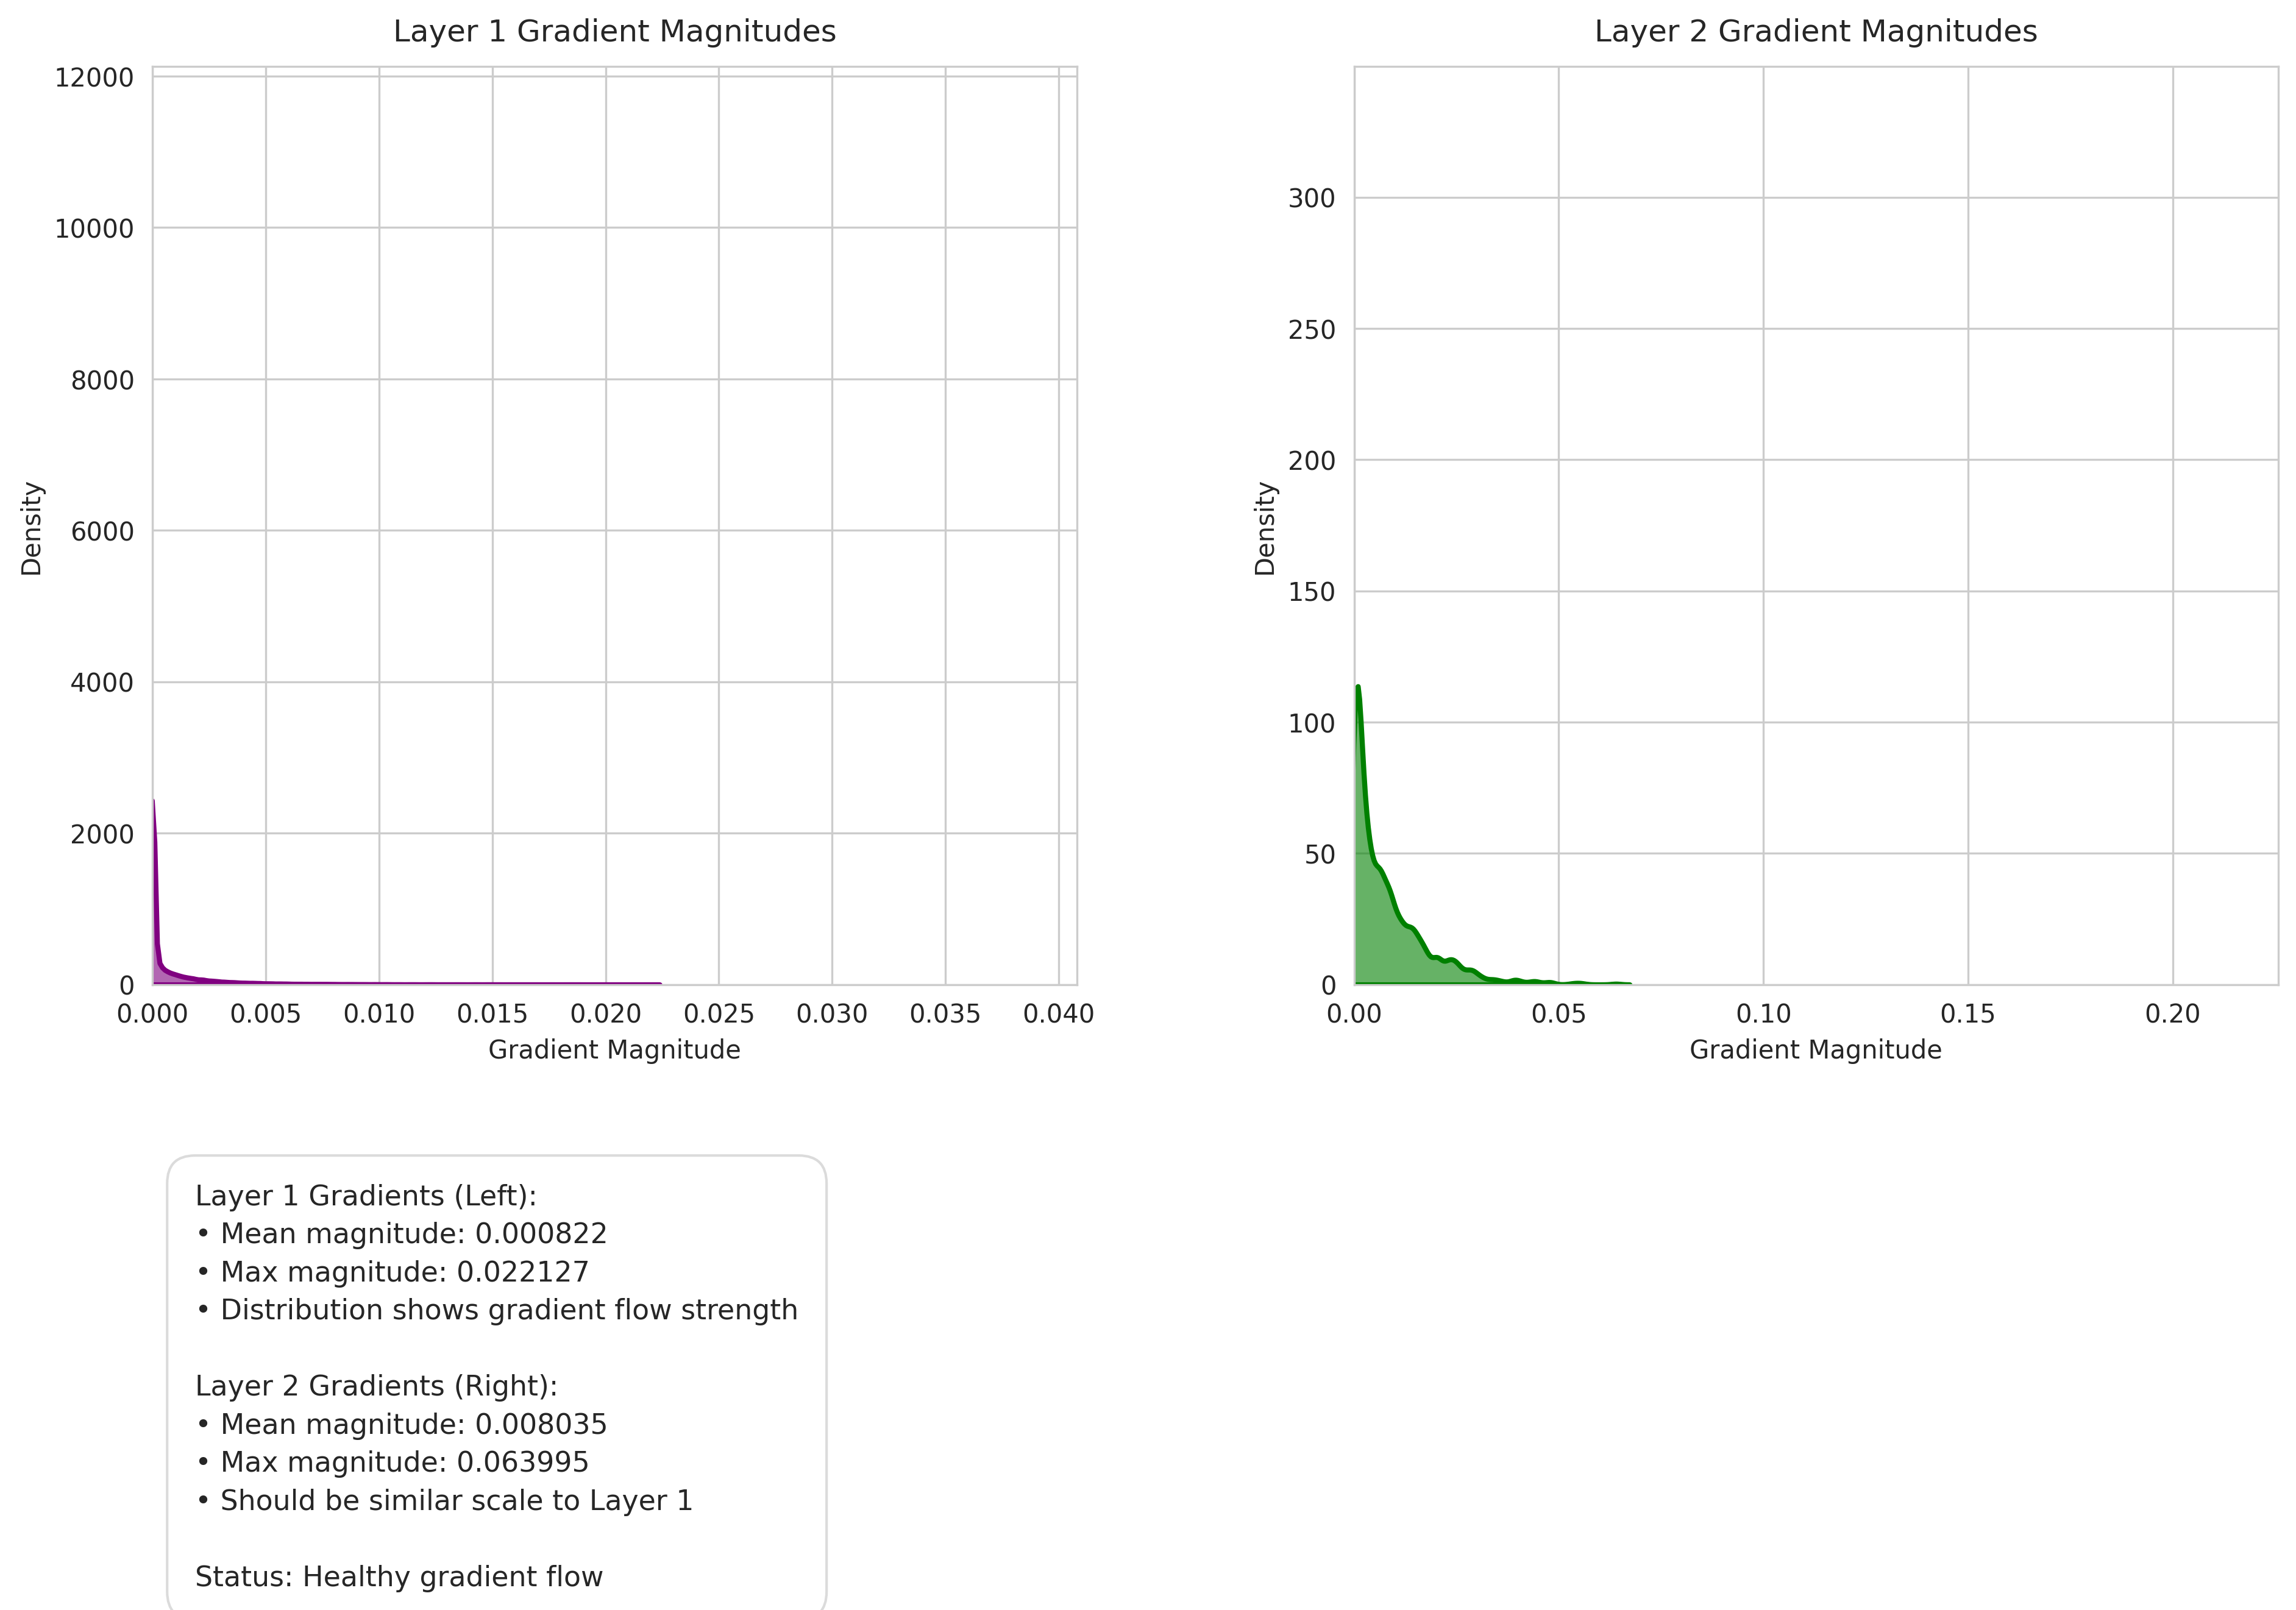 Layer 1 Gradient Magnitudes
12000
10000
8000
6000
4000
2000
0
Density
0.000 0.005 0.010 0.015 0.020 0.025 0.030 0.035 0.040
Gradient Magnitude
Layer 2 Gradient Magnitudes
300
250
200
150
100
50
0
Density
0.00 0.05 0.10 0.15 0.20
Gradient Magnitude
Layer 1 Gradients (Left):
• Mean magnitude: 0.000822
• Max magnitude: 0.022127
• Distribution shows gradient flow strength
Layer 2 Gradients (Right):
• Mean magnitude: 0.008035
• Max magnitude: 0.063995
• Should be similar scale to Layer 1
Status: Healthy gradient flow